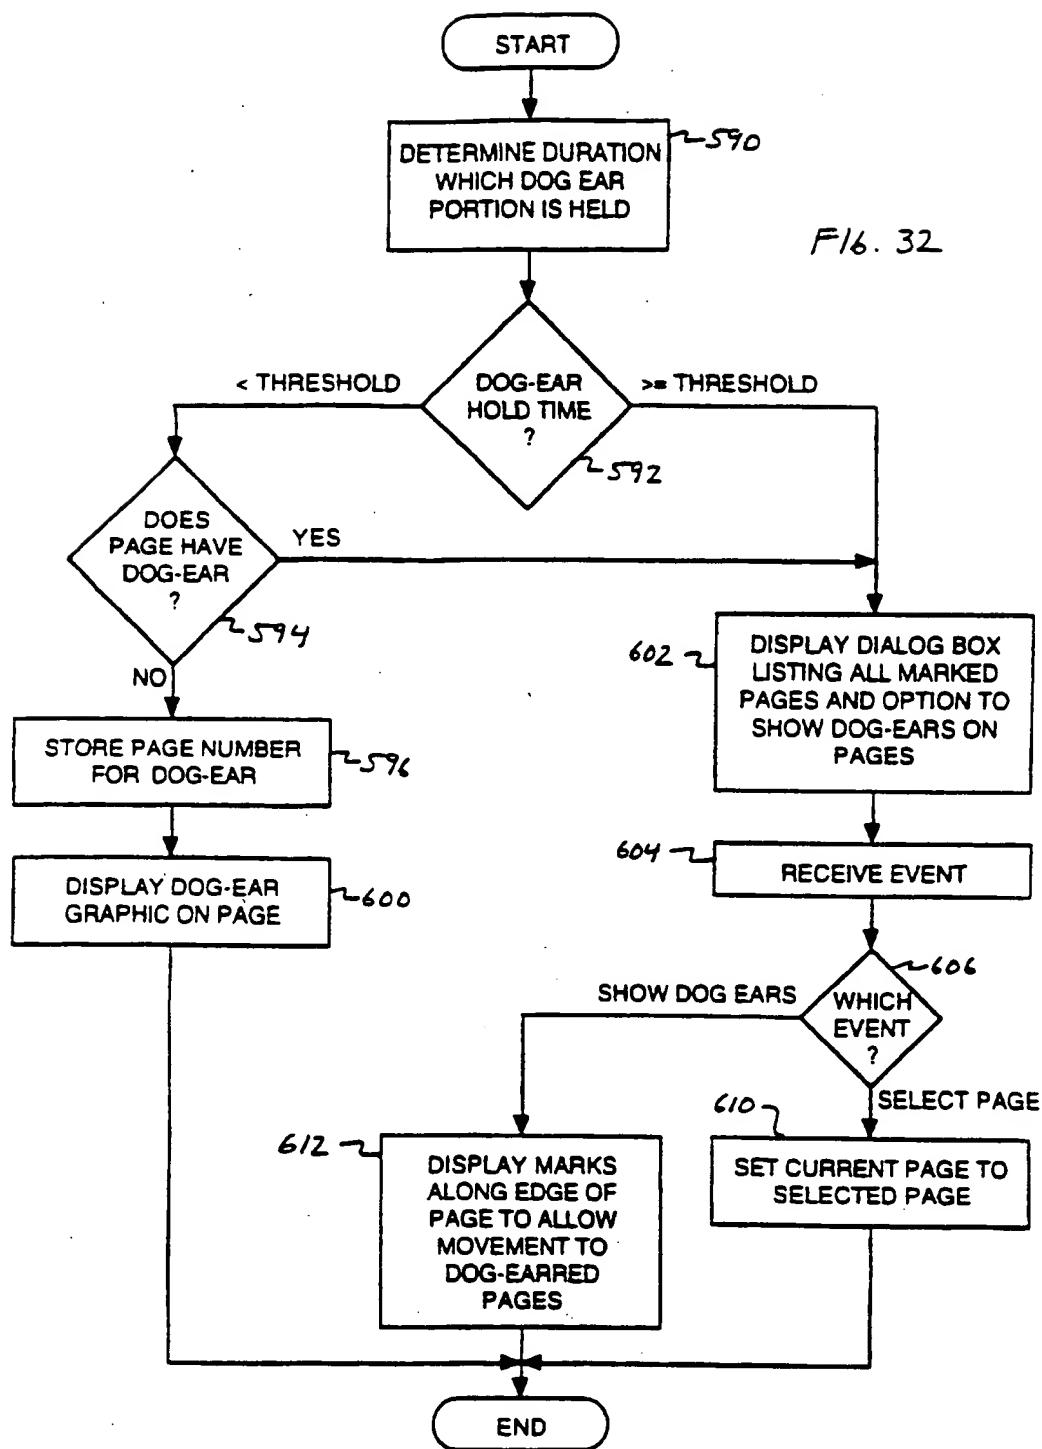 START
DETERMINE DURATION
WHICH DOG EAR
PORTION IS HELD
590
FIG. 32
< THRESHOLD
DOG-EAR
HOLD TIME
?
>= THRESHOLD
592
DOES
PAGE HAVE
DOG-EAR
?
YES
594
NO
STORE PAGE NUMBER
FOR DOG-EAR
596
DISPLAY DOG-EAR
GRAPHIC ON PAGE
600
602
DISPLAY DIALOG BOX
LISTING ALL MARKED
PAGES AND OPTION TO
SHOW DOG-EARS ON
PAGES
604
RECEIVE EVENT
606
SHOW DOG EARS
WHICH
EVENT
?
SELECT PAGE
610
SET CURRENT PAGE TO
SELECTED PAGE
612
DISPLAY MARKS
ALONG EDGE OF
PAGE TO ALLOW
MOVEMENT TO
DOG-EARRED
PAGES
END